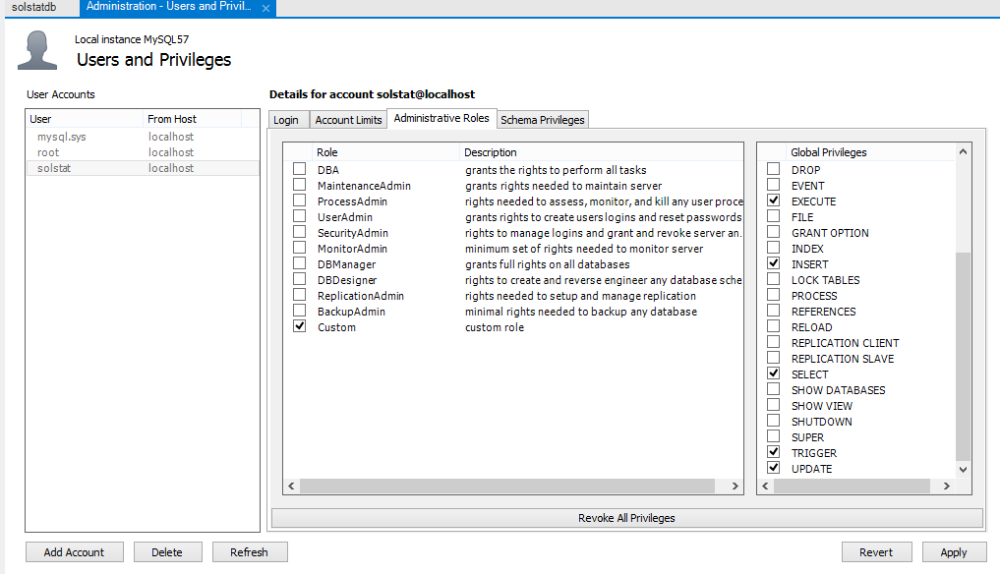 solstatdb
Administration - Users and Privil...
Local instance MySQL57
Users and Privileges
User Accounts
User From Host
mysql.sys localhost
root localhost
solstat localhost
Add Account Delete Refresh
Details for account solstat@localhost
Login Account Limits Administrative Roles Schema Privileges
Role Description
DBA grants the rights to perform all tasks
MaintenanceAdmin grants rights needed to maintain server
ProcessAdmin rights needed to assess, monitor, and kill any user proce
UserAdmin grants rights to create users logins and reset passwords
SecurityAdmin rights to manage logins and grant and revoke server an.
MonitorAdmin minimum set of rights needed to monitor server
DBManager grants full rights on all databases
DBDesigner rights to create and reverse engineer any database sche
ReplicationAdmin rights needed to setup and manage replication
BackupAdmin minimal rights needed to backup any database
Custom custom role
Global Privileges
DROP
EVENT
EXECUTE
FILE
GRANT OPTION
INDEX
INSERT
LOCK TABLES
PROCESS
REFERENCES
RELOAD
REPLICATION CLIENT
REPLICATION SLAVE
SELECT
SHOW DATABASES
SHOW VIEW
SHUTDOWN
SUPER
TRIGGER
UPDATE
Revoke All Privileges
Revert Apply